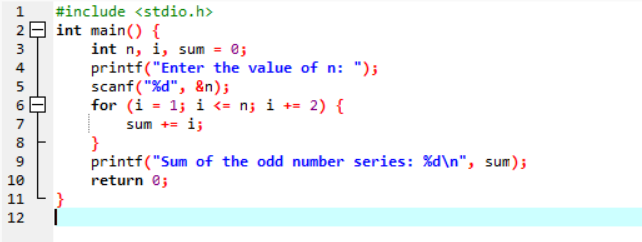 1 #include <stdio.h>
2 int main() {
3 int n, i, sum = 0;
4 printf("Enter the value of n: ");
5 scanf("%d", &n);
6 for (i = 1; i <= n; i += 2) {
7 sum += i;
8 }
9 printf("Sum of the odd number series: %d\n", sum);
10 return 0;
11 }
12